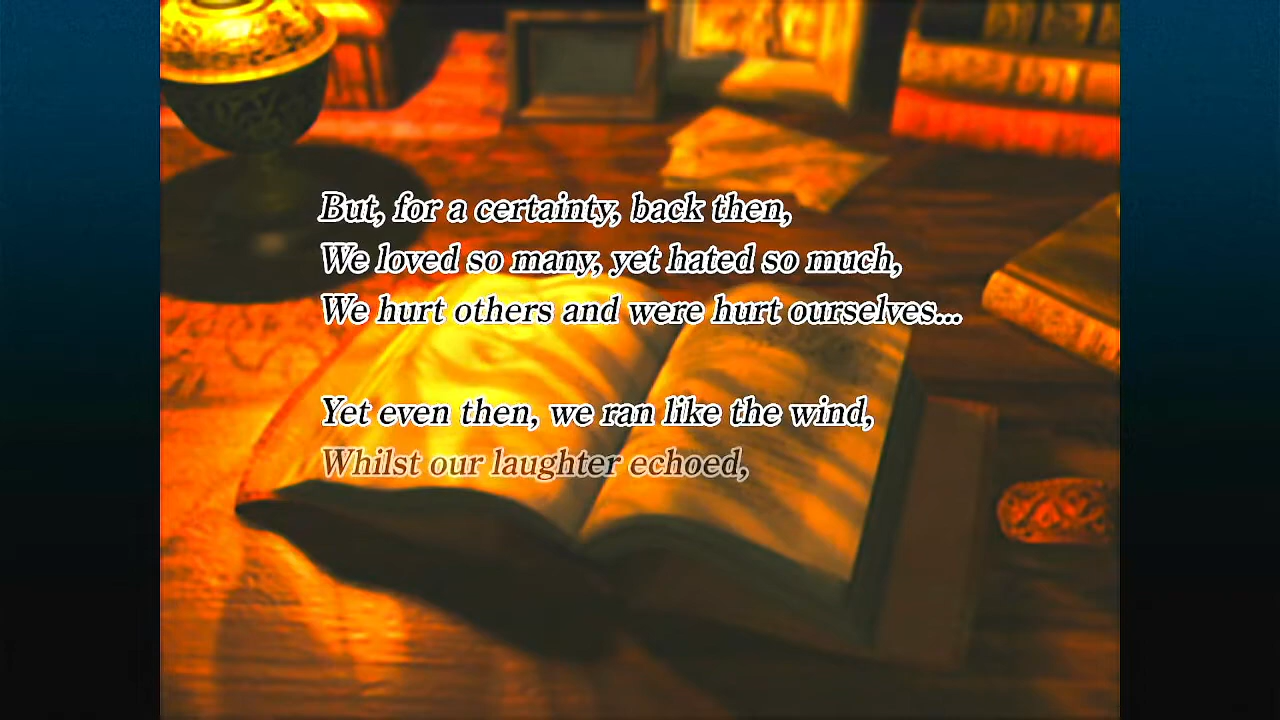 But, for a certainty, back then,
We loved so many, yet hated so much,
We hurt others and were hurt ourselves...
Yet even then, we ran like the wind,
Whilst our laughter echoed,